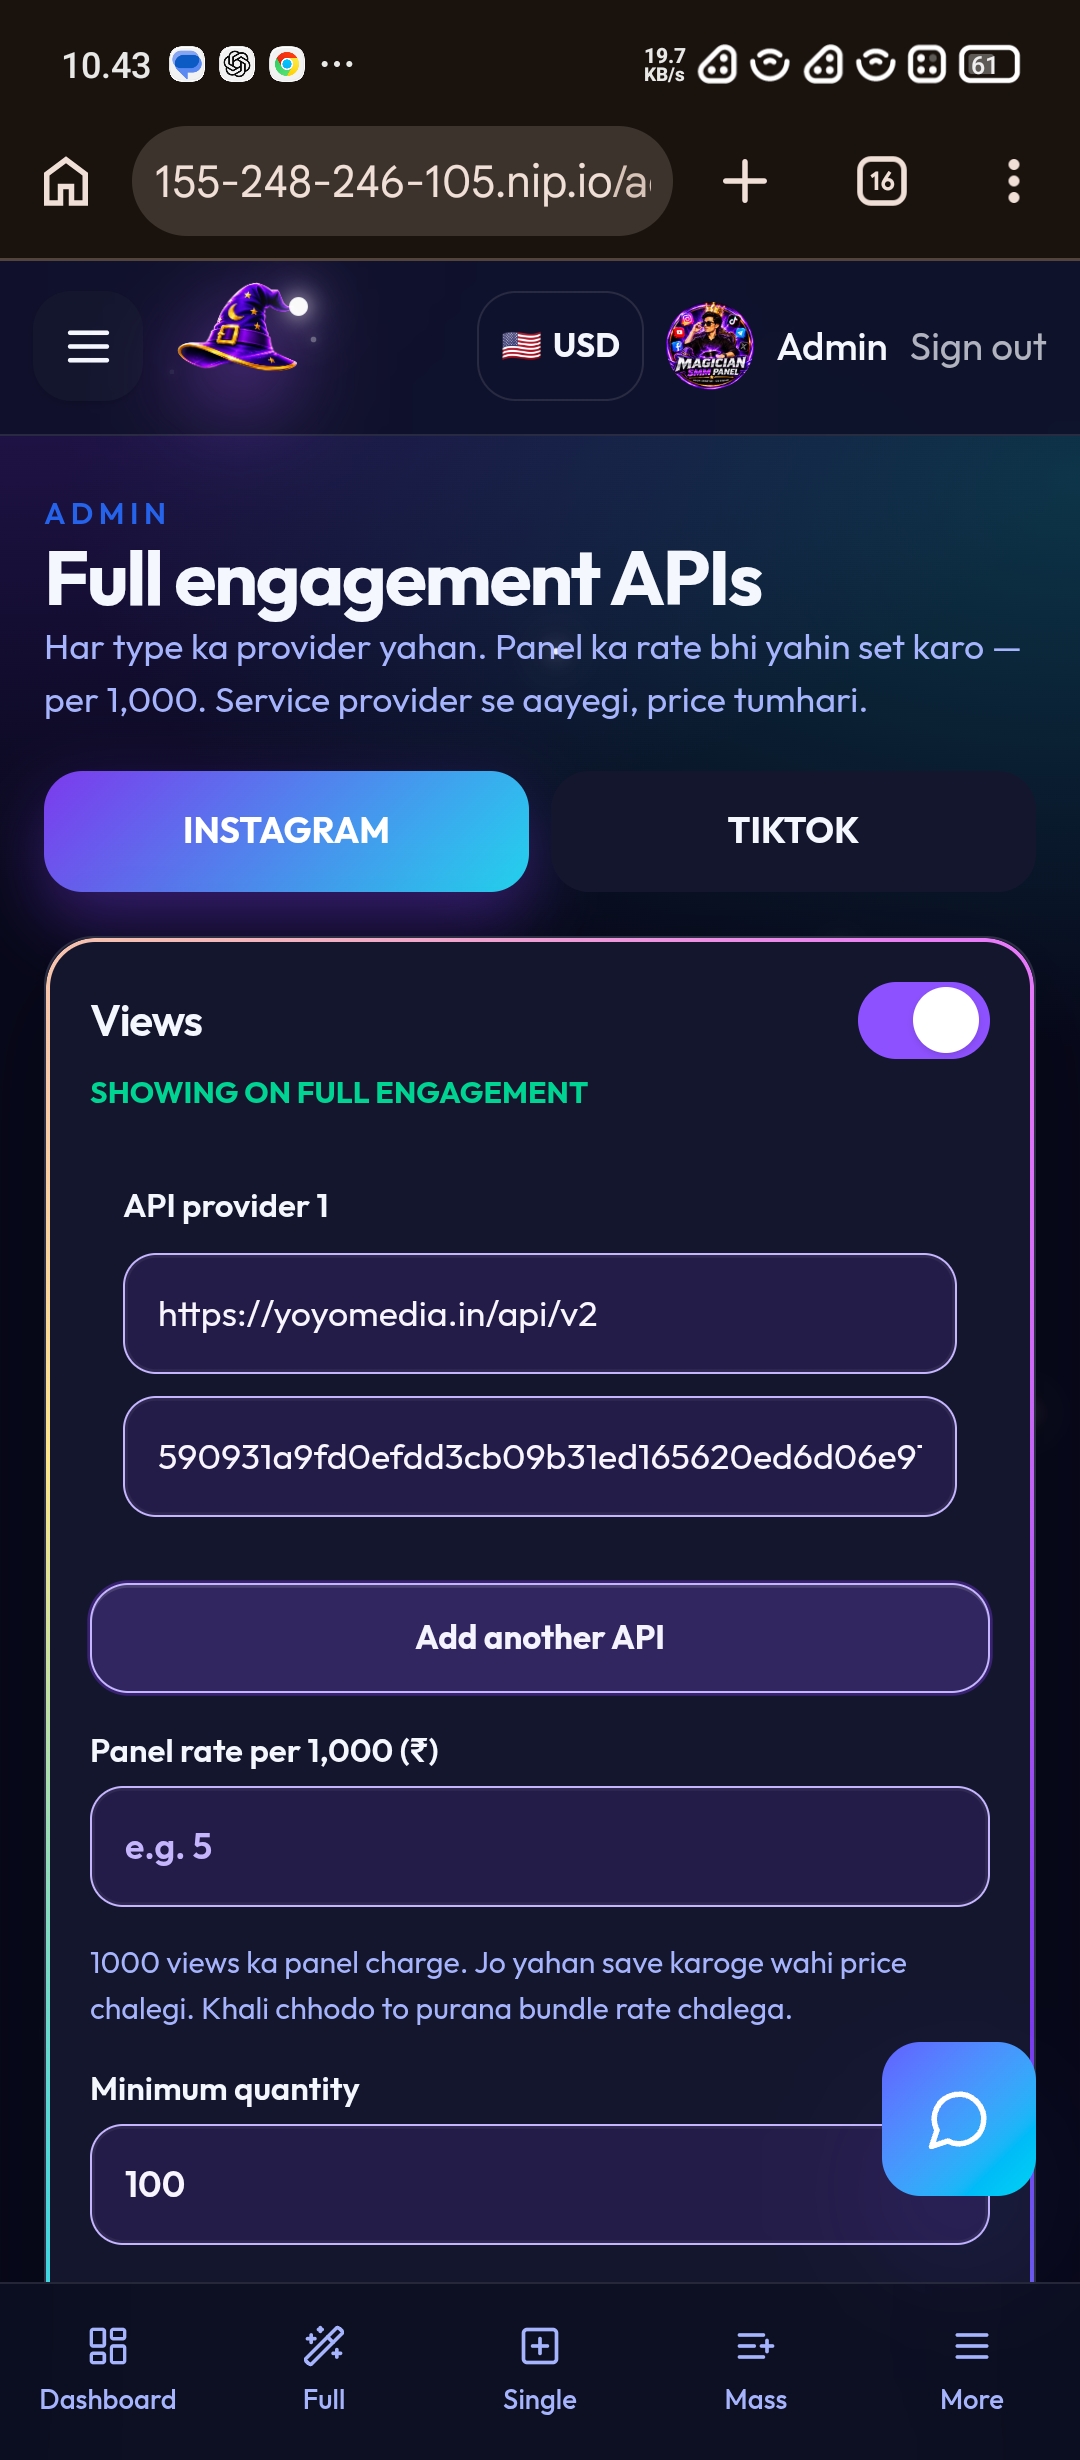 10.43
19.7
KB/s
61
155-248-246-105.nip.io/a
16
USD
MAGICIAN
SMM PANEL
Admin
Sign out
ADMIN
Full engagement APIs
Har type ka provider yahan. Panel ka rate bhi yahin set karo —
per 1,000. Service provider se aayegi, price tumhari.
INSTAGRAM
TIKTOK
Views
SHOWING ON FULL ENGAGEMENT
API provider 1
https://yoyomedia.in/api/v2
590931a9fd0efdd3cb09b31ed165620ed6d06e9
Add another API
Panel rate per 1,000 (₹)
e.g. 5
1000 views ka panel charge. Jo yahan save karoge wahi price
chalegi. Khali chhodo to purana bundle rate chalega.
Minimum quantity
100
Dashboard
Full
Single
Mass
More